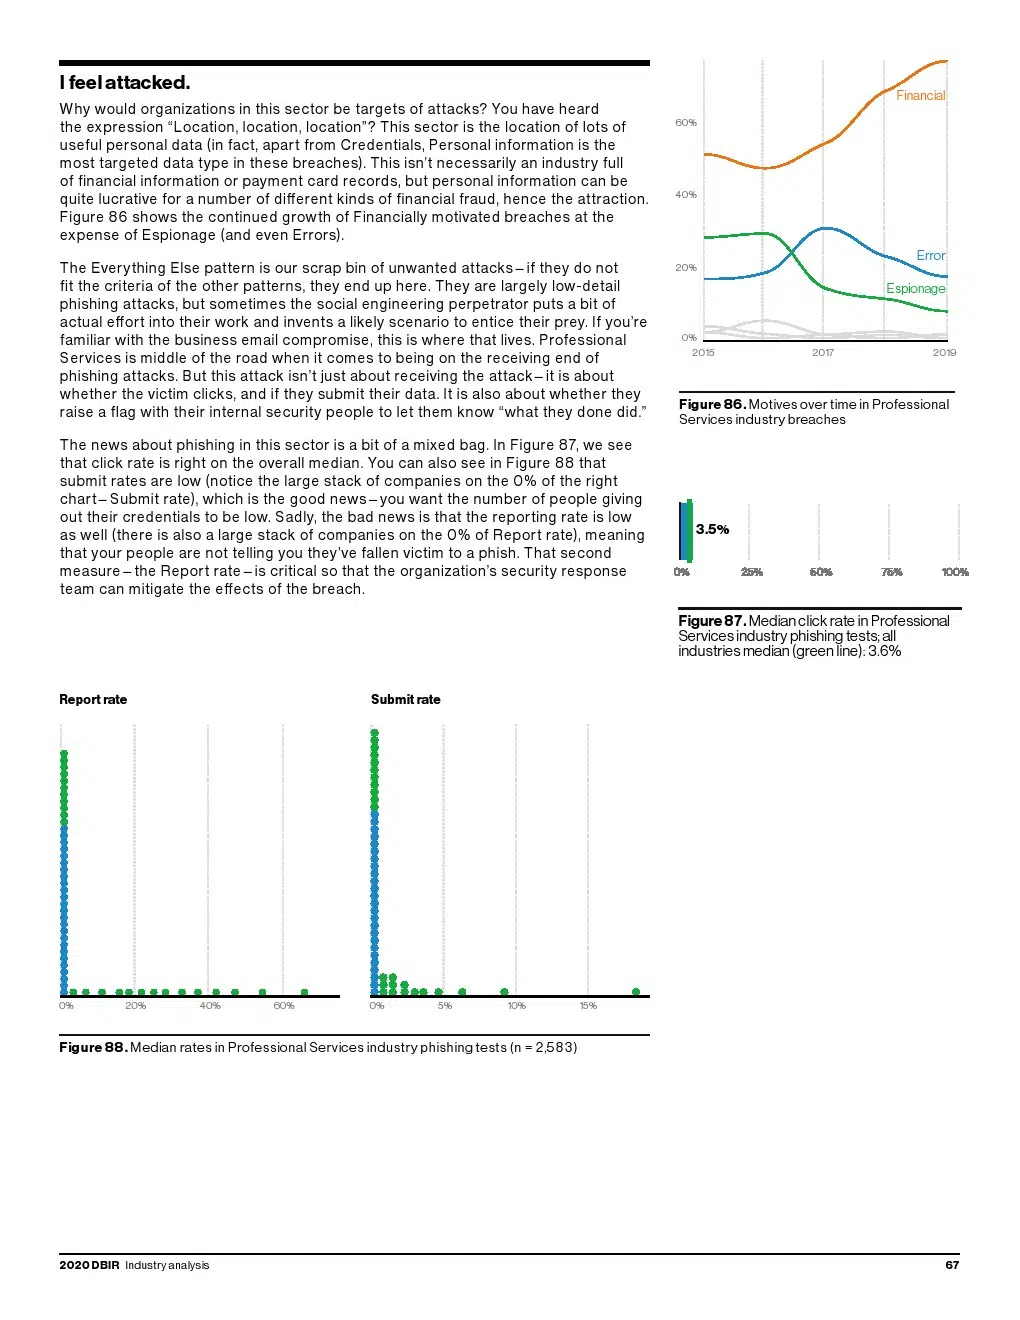 I feel attacked.
Why would organizations in this sector be targets of attacks? You have heard
the expression “Location, location, location”? This sector is the location of lots of
useful personal data (in fact, apart from Credentials, Personal information is the
most targeted data type in these breaches). This isn’t necessarily an industry full
of financial information or payment card records, but personal information can be
quite lucrative for a number of different kinds of financial fraud, hence the attraction.
Figure 86 shows the continued growth of Financially motivated breaches at the
expense of Espionage (and even Errors).
The Everything Else pattern is our scrap bin of unwanted attacks—if they do not
fit the criteria of the other patterns, they end up here. They are largely low-detail
phishing attacks, but sometimes the social engineering perpetrator puts a bit of
actual effort into their work and invents a likely scenario to entice their prey. If you’re
familiar with the business email compromise, this is where that lives. Professional
Services is middle of the road when it comes to being on the receiving end of
phishing attacks. But this attack isn’t just about receiving the attack—it is about
whether the victim clicks, and if they submit their data. It is also about whether they
raise a flag with their internal security people to let them know “what they done did.”
The news about phishing in this sector is a bit of a mixed bag. In Figure 87, we see
that click rate is right on the overall median. You can also see in Figure 88 that
submit rates are low (notice the large stack of companies on the 0% of the right
chart—Submit rate), which is the good news—you want the number of people giving
out their credentials to be low. Sadly, the bad news is that the reporting rate is low
as well (there is also a large stack of companies on the 0% of Report rate), meaning
that your people are not telling you they’ve fallen victim to a phish. That second
measure—the Report rate—is critical so that the organization’s security response
team can mitigate the effects of the breach.
Financial
60%
40%
Error
20%
Espionage
0%
2015 2017 2019
Figure 86. Motives over time in Professional
Services industry breaches
3.5%
0% 25% 50% 75% 100%
Figure 87. Median click rate in Professional
Services industry phishing tests; all
industries median (green line): 3.6%
Report rate
0% 20% 40% 60%
Submit rate
0% 5% 10% 15%
Figure 88. Median rates in Professional Services industry phishing tests (n = 2,583)
2020 DBIR Industry analysis 67